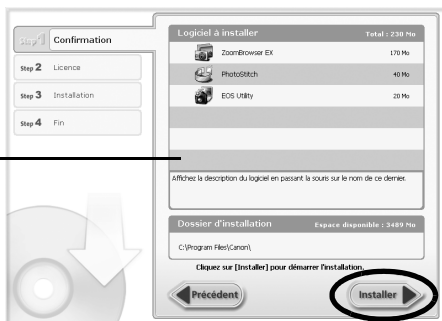 Step 1 Confirmation
Step 2 Licence
Step 3 Installation
Step 4 Fin
Logiciel à installer Total : 230 Mo
ZoomBrowser EX 170 Mo
PhotoStitch 40 Mo
EOS Utility 20 Mo
Affichez la description du logiciel en passant la souris sur le nom de ce dernier.
Dossier d'installation Espace disponible : 3489 Mo
C:\Program Files\Canon\
Cliquez sur [Installer] pour démarrer l'installation.
Précédent
Installer